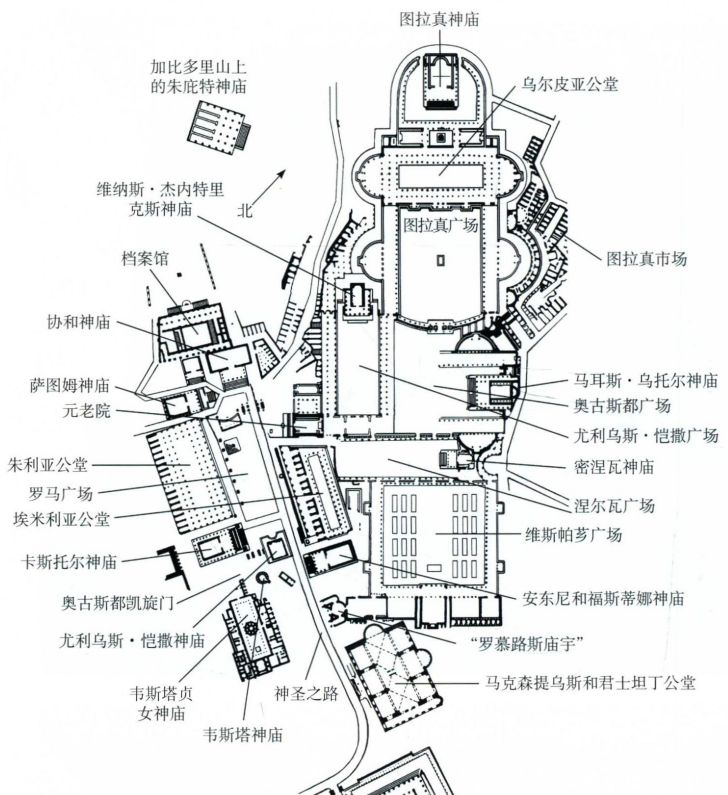 图拉真神庙
加比多里山上
的朱庇特神庙
乌尔皮亚公堂
维纳斯·杰内特里
克斯神庙
北
图拉真广场
档案馆
图拉真市场
协和神庙
萨图姆神庙
元老院
马耳斯·乌托尔神庙
奥古斯都广场
尤利乌斯·恺撒广场
朱利亚公堂
密涅瓦神庙
罗马广场
涅尔瓦广场
埃米利亚公堂
维斯帕芗广场
卡斯托尔神庙
奥古斯都凯旋门
安东尼和福斯蒂娜神庙
尤利乌斯·恺撒神庙
“罗慕路斯庙宇”
韦斯塔贞
女神庙
神圣之路
马克森提乌斯和君士坦丁公堂
韦斯塔神庙